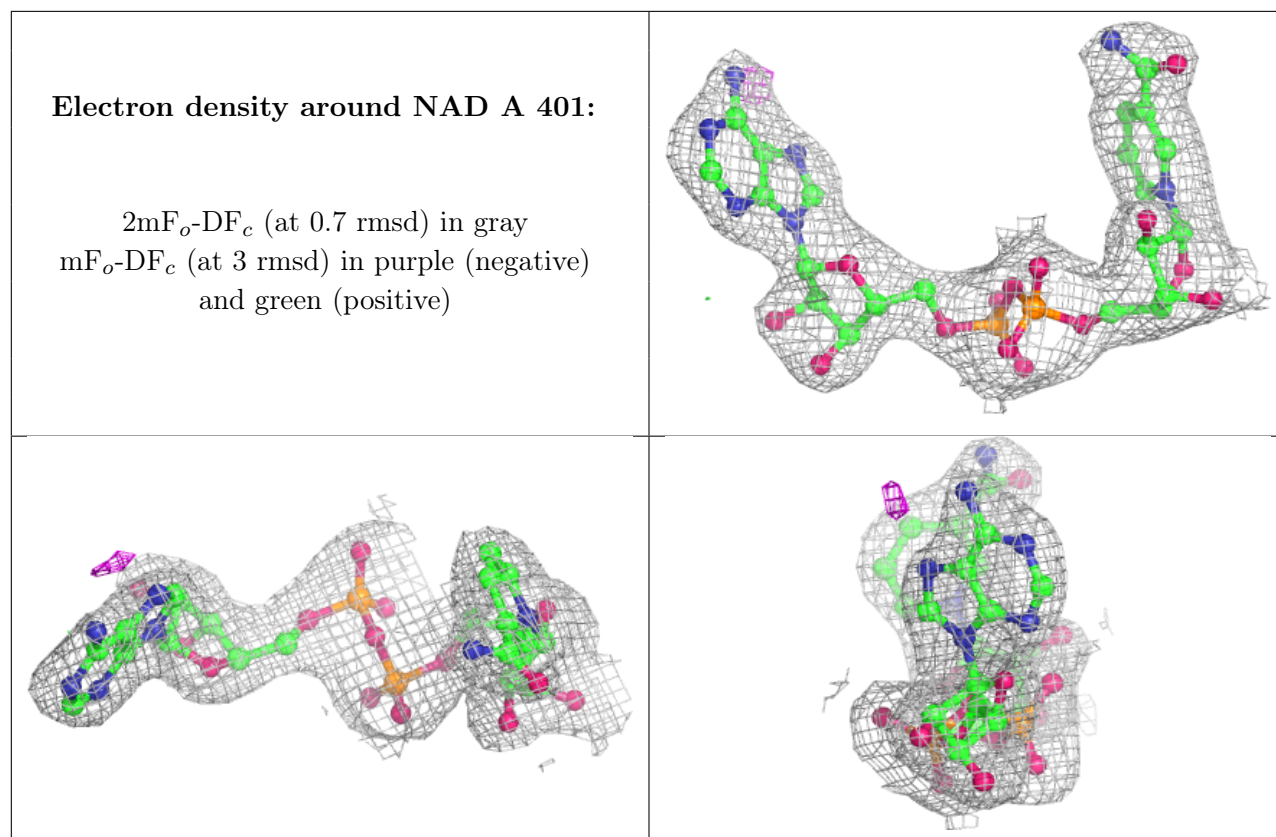 Electron density around NAD A 401:
2mFₒ-DF𝒸 (at 0.7 rmsd) in gray
mFₒ-DF𝒸 (at 3 rmsd) in purple (negative)
and green (positive)